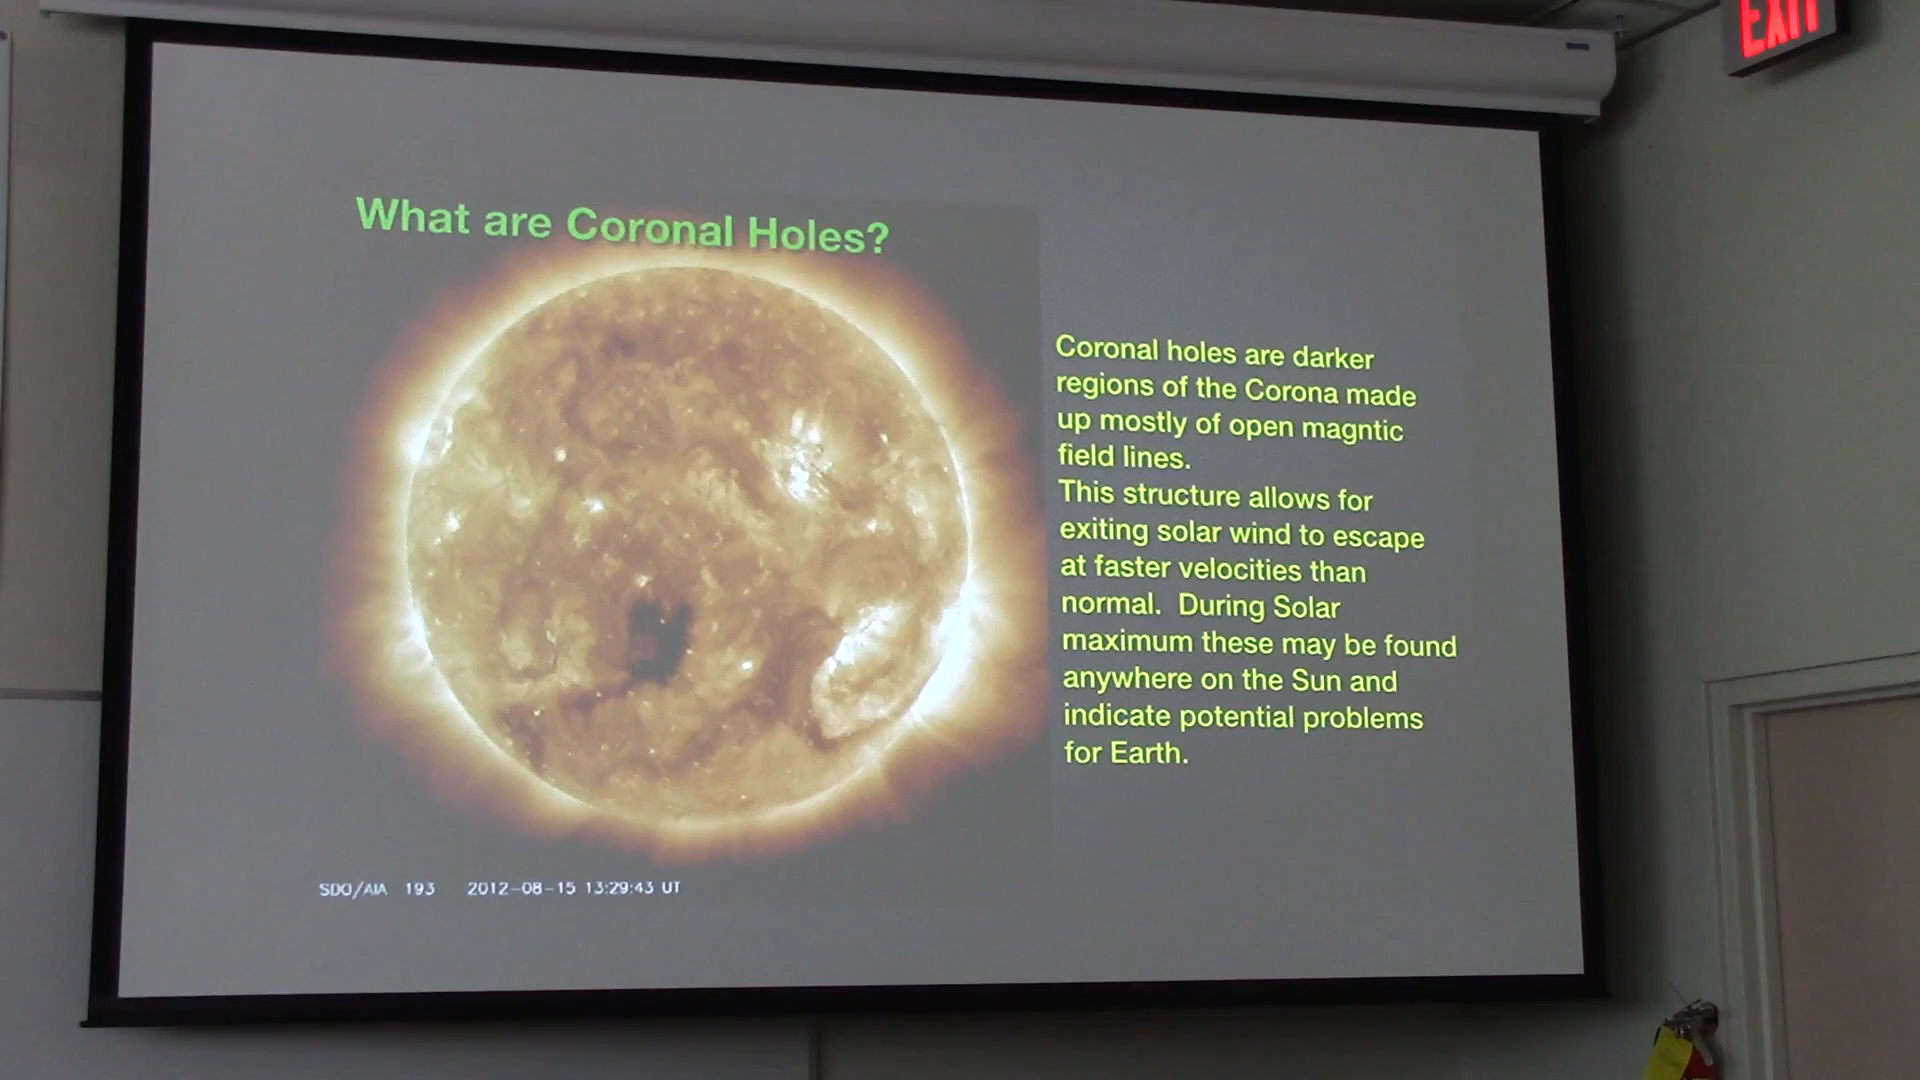 EXIT
What are Coronal Holes?
Coronal holes are darker
regions of the Corona made
up mostly of open magntic
field lines.
This structure allows for
exiting solar wind to escape
at faster velocities than
normal. During Solar
maximum these may be found
anywhere on the Sun and
indicate potential problems
for Earth.
SDO/AIA 193 2012-08-15 13:29:43 UT